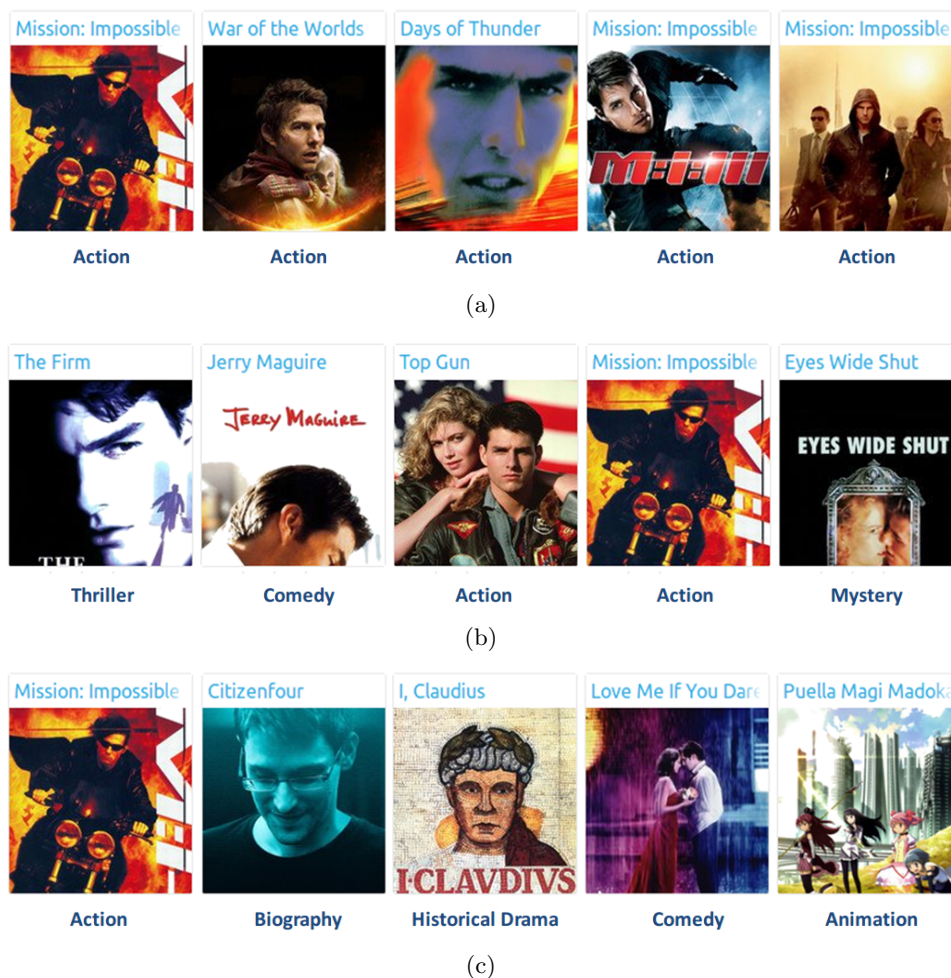 Mission: Impossible War of the Worlds Days of Thunder Mission: Impossible Mission: Impossible
M:I:III
Action Action Action Action Action
(a)
The Firm Jerry Maguire Top Gun Mission: Impossible Eyes Wide Shut
JERRY MAGUIRE
EYES WIDE SHUT
THE
Thriller Comedy Action Action Mystery
(b)
Mission: Impossible Citizenfour I, Claudius Love Me If You Dare Puella Magi Madoka
I·CLAVDIVS
Action Biography Historical Drama Comedy Animation
(c)